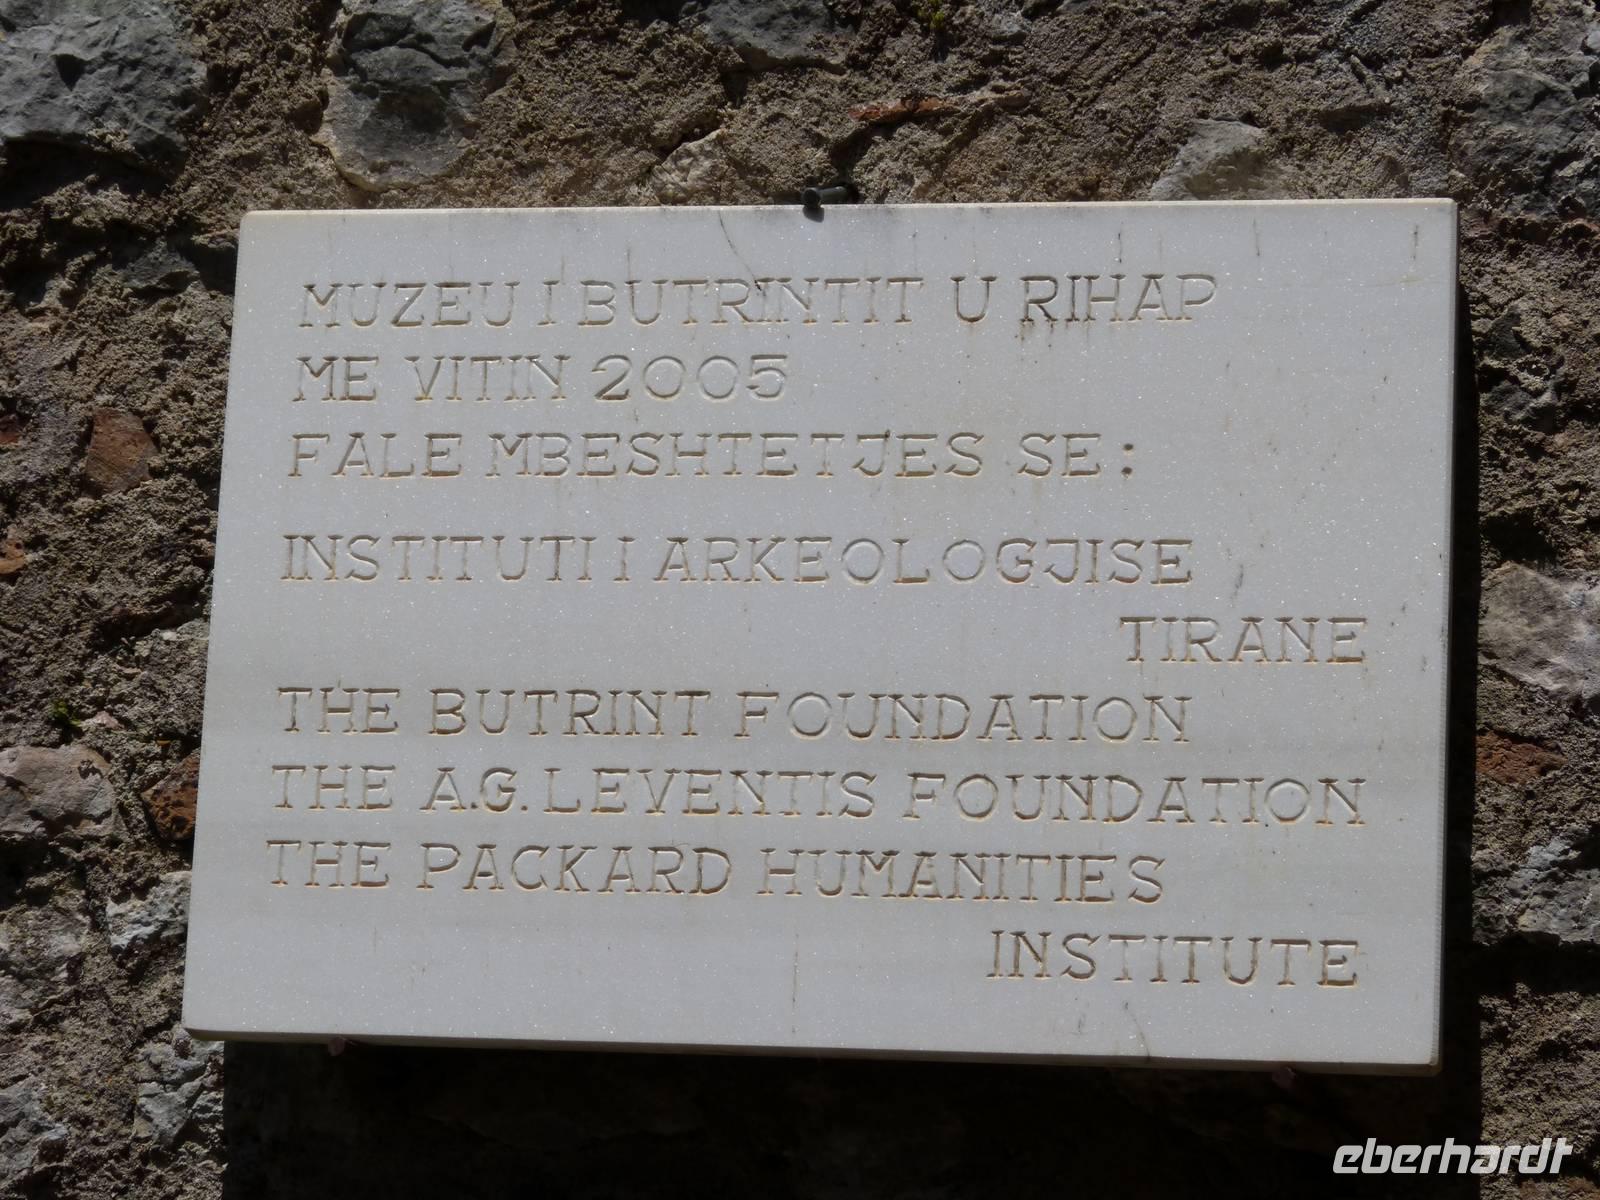 MUZEU I BUTRINTIT U RIHAP
ME VITIN 2005
FALE MBESHTETJES SE:
INSTITUTI I ARKEOLOGJISE
TIRANE
THE BUTRINT FOUNDATION
THE A.G. LEVENTIS FOUNDATION
THE PACKARD HUMANITIES
INSTITUTE
eberhardt